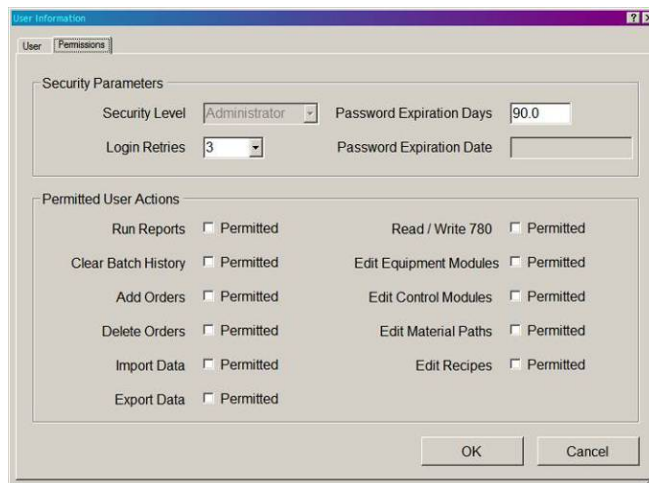 User Information
User Permissions
Security Parameters
Security Level Administrator Password Expiration Days 90.0
Login Retries 3 Password Expiration Date
Permitted User Actions
Run Reports Permitted Read / Write 780 Permitted
Clear Batch History Permitted Edit Equipment Modules Permitted
Add Orders Permitted Edit Control Modules Permitted
Delete Orders Permitted Edit Material Paths Permitted
Import Data Permitted Edit Recipes Permitted
Export Data Permitted
OK Cancel